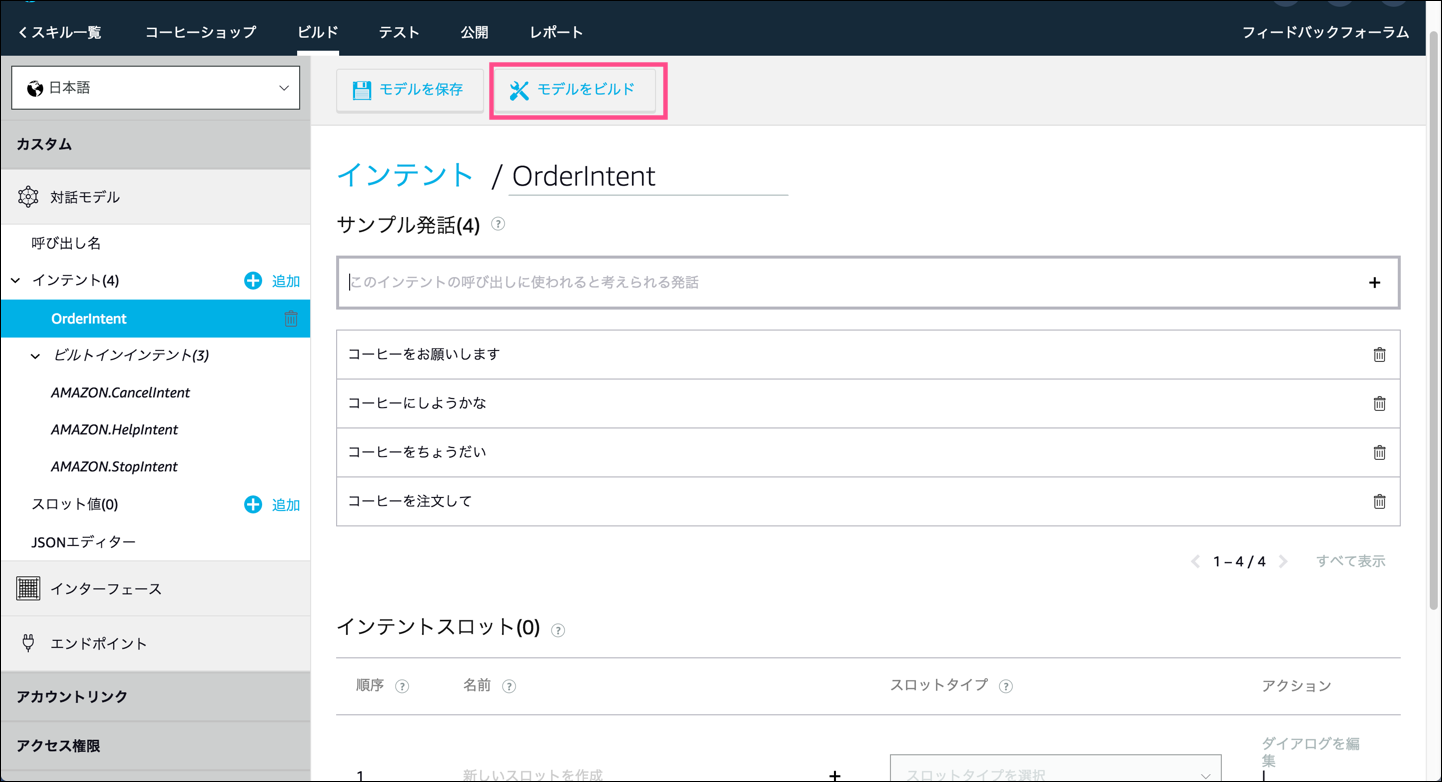 スキル一覧 コーヒーショップ ビルド テスト 公開 レポート フィードバックフォーラム
日本語
モデルを保存 モデルをビルド
カスタム
対話モデル
呼び出し名
インテント(4) 追加
OrderIntent
ビルトインインテント(3)
AMAZON.CancelIntent
AMAZON.HelpIntent
AMAZON.StopIntent
スロット値(0) 追加
JSONエディター
インターフェース
エンドポイント
アカウントリンク
アクセス権限
インテント / OrderIntent
サンプル発話(4) ?
このインテントの呼び出しに使われると考えられる発話 +
コーヒーをお願いします
コーヒーにしようかな
コーヒーをちょうだい
コーヒーを注文して
1 – 4 / 4 すべて表示
インテントスロット(0) ?
順序 ? 名前 ? スロットタイプ ? アクション
1 新しいスロットを作成 + スロットタイプを選択 ダイアログを編
集